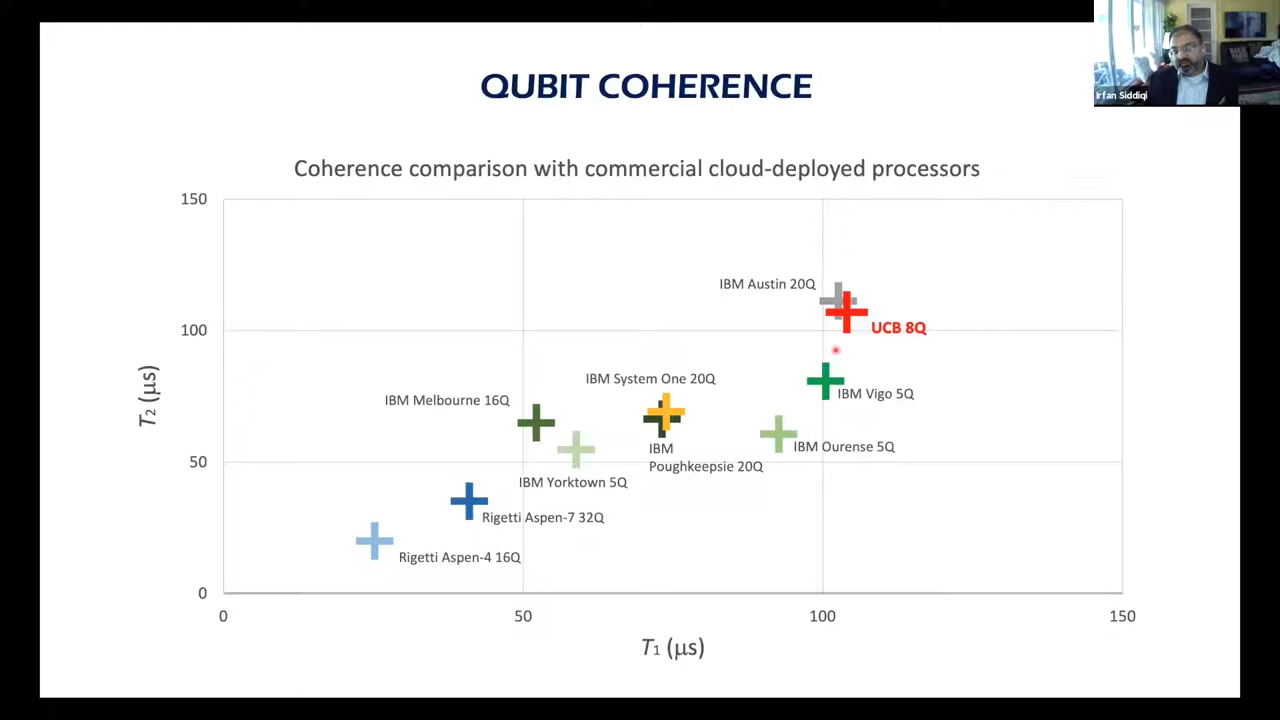 QUBIT COHERENCE
Irfan Siddiqi
Coherence comparison with commercial cloud-deployed processors
150
IBM Austin 20Q
100
UCB 8Q
T2 (μs)
IBM System One 20Q
IBM Melbourne 16Q
IBM Vigo 5Q
IBM
Poughkeepsie 20Q
IBM Ourense 5Q
50
IBM Yorktown 5Q
Rigetti Aspen-7 32Q
Rigetti Aspen-4 16Q
0
0
50
100
150
T1 (μs)